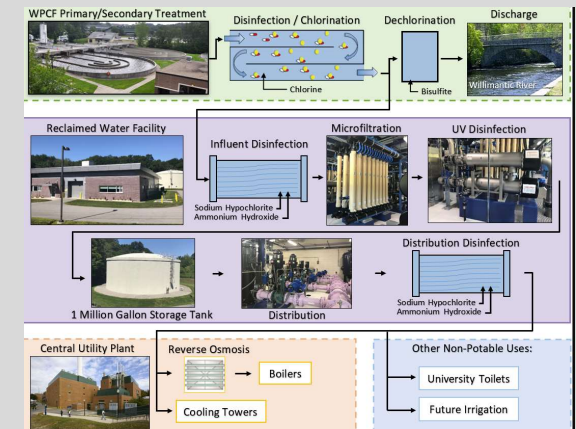 WPCF Primary/Secondary Treatment
Disinfection / Chlorination
Dechlorination
Discharge
Chlorine
Bisulfite
Willimantic River
Reclaimed Water Facility
Influent Disinfection
Microfiltration
UV Disinfection
Sodium Hypochlorite
Ammonium Hydroxide
Distribution Disinfection
Sodium Hypochlorite
Ammonium Hydroxide
1 Million Gallon Storage Tank
Distribution
Central Utility Plant
Reverse Osmosis
Boilers
Cooling Towers
Other Non-Potable Uses:
University Toilets
Future Irrigation